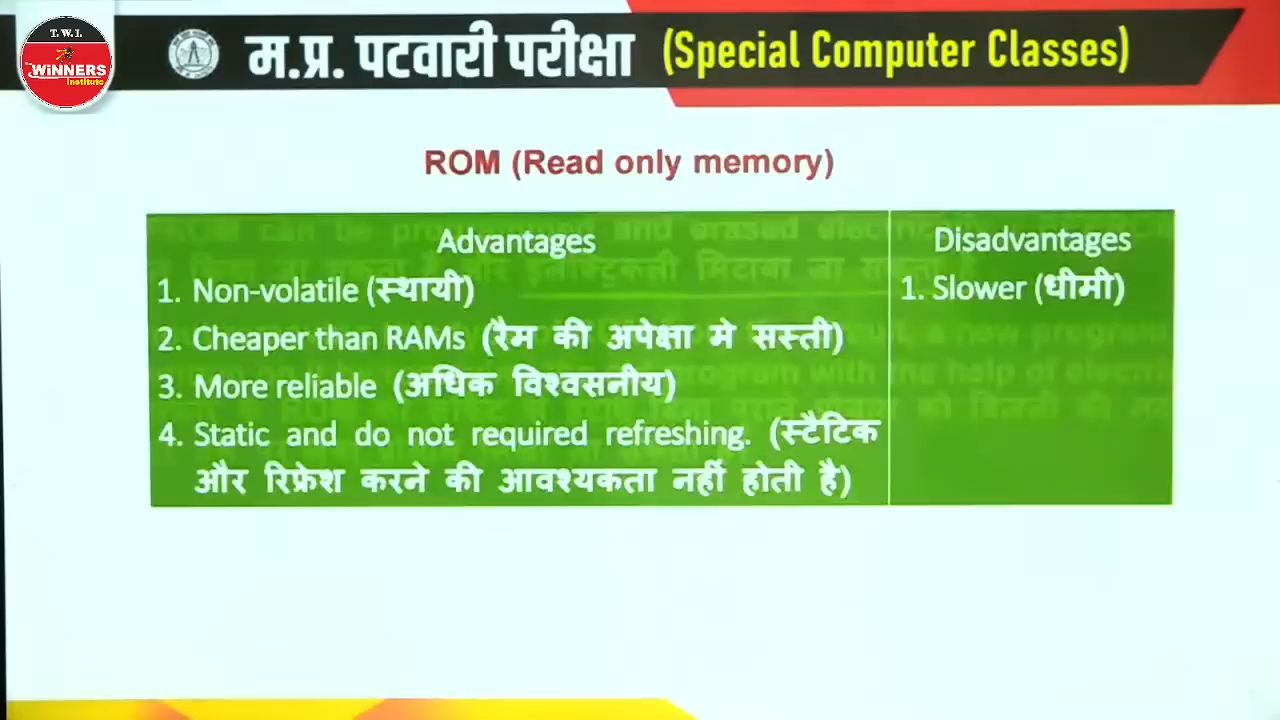 T.W.I.
The WiNNERS
institute
म.प्र. पटवारी परीक्षा (Special Computer Classes)
ROM (Read only memory)
Advantages
1. Non-volatile (स्थायी)
2. Cheaper than RAMs (रैम की अपेक्षा मे सस्ती)
3. More reliable (अधिक विश्वसनीय)
4. Static and do not required refreshing. (स्टैटिक
और रिफ्रेश करने की आवश्यकता नहीं होती है)
Disadvantages
1. Slower (धीमी)